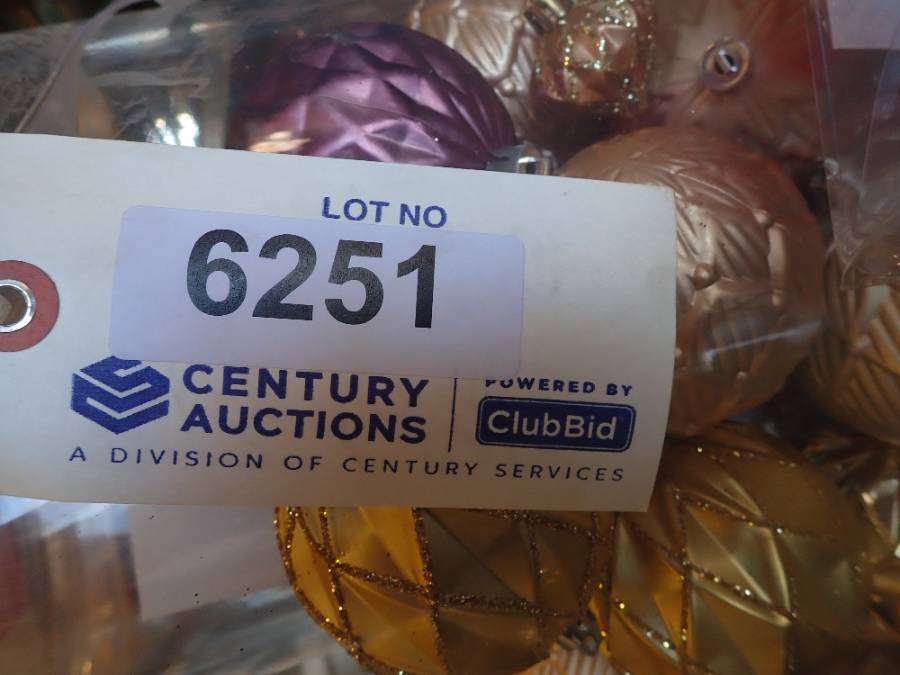 LOT NO
6251
CENTURY
AUCTIONS
POWERED BY
ClubBid
A DIVISION OF CENTURY SERVICES